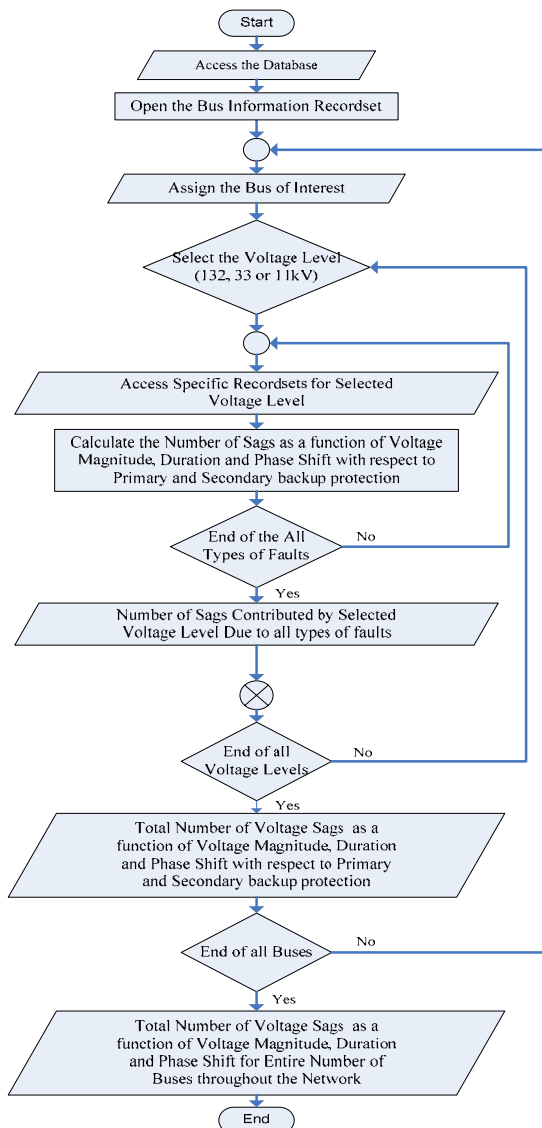 Start
Access the Database
Open the Bus Information Recordset
Assign the Bus of Interest
Select the Voltage Level
(132, 33 or 11kV)
Access Specific Recordsets for Selected
Voltage Level
Calculate the Number of Sags as a function of Voltage
Magnitude, Duration and Phase Shift with respect to
Primary and Secondary backup protection
End of the All
Types of Faults
No
Yes
Number of Sags Contributed by Selected
Voltage Level Due to all types of faults
End of all
Voltage Levels
No
Yes
Total Number of Voltage Sags as a
function of Voltage Magnitude, Duration
and Phase Shift with respect to Primary
and Secondary backup protection
End of all Buses
No
Yes
Total Number of Voltage Sags as a
function of Voltage Magnitude, Duration
and Phase Shift for Entire Number of
Buses throughout the Network
End